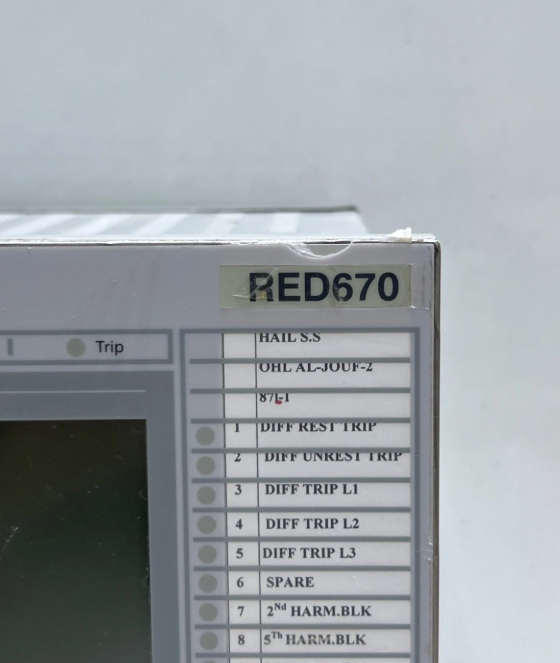 RED670
Trip
HAIL S.S
OHL AL-JOUF-2
87L-1
1 DIFF REST TRIP
2 DIFF UNREST TRIP
3 DIFF TRIP L1
4 DIFF TRIP L2
5 DIFF TRIP L3
6 SPARE
7 2Nd HARM.BLK
8 5Th HARM.BLK